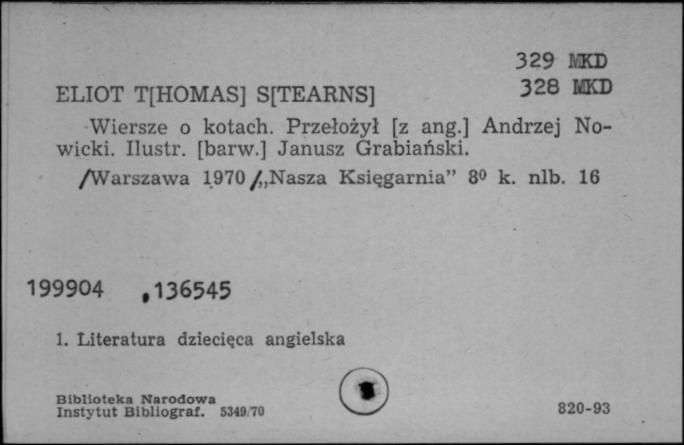 329 MKD
ELIOT T[HOMAS] S[TEARNS]
328 MKD
Wiersze o kotach. Przełożył [z ang.] Andrzej No-
wicki. Ilustr. [barw.] Janusz Grabiański.
/Warszawa 1970/„Nasza Księgarnia” 8⁰ k. nlb. 16
199904 ,136545
1. Literatura dziecięca angielska
Biblioteka Narodowa
Instytut Bibliograf. 5349/70
820-93